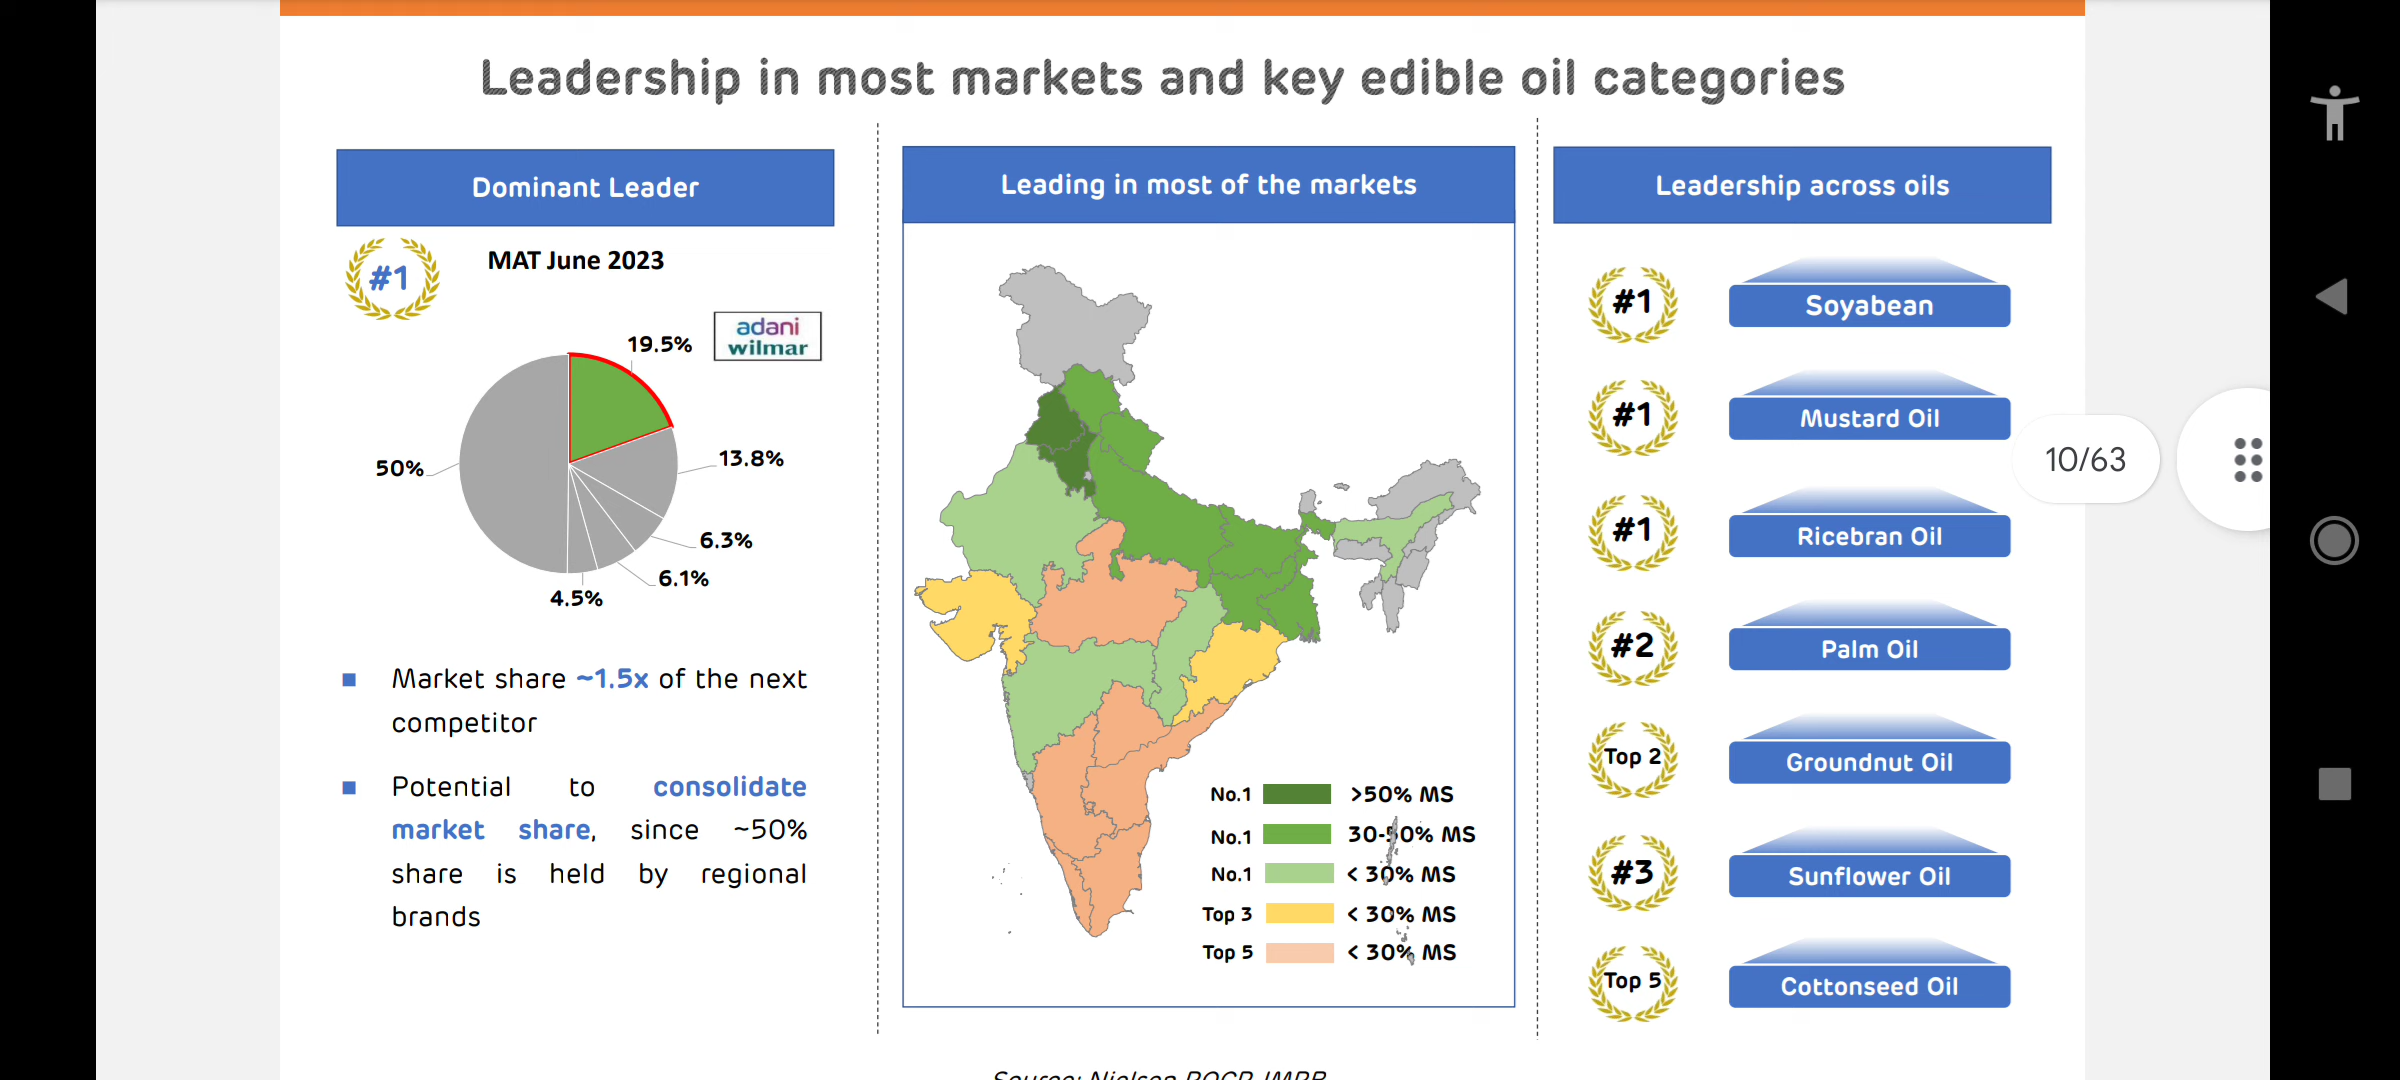 Leadership in most markets and key edible oil categories
Dominant Leader
#1
MAT June 2023
adani
wilmar
19.5%
13.8%
6.3%
6.1%
4.5%
50%
Market share ~1.5x of the next
competitor
Potential to consolidate
market share, since ~50%
share is held by regional
brands
Leading in most of the markets
No.1 >50% MS
No.1 30-50% MS
No.1 < 30% MS
Top 3 < 30% MS
Top 5 < 30% MS
Leadership across oils
#1 Soyabean
#1 Mustard Oil
#1 Ricebran Oil
#2 Palm Oil
Top 2 Groundnut Oil
#3 Sunflower Oil
Top 5 Cottonseed Oil
10/63
Source: Nielsen ROCP, IMRB